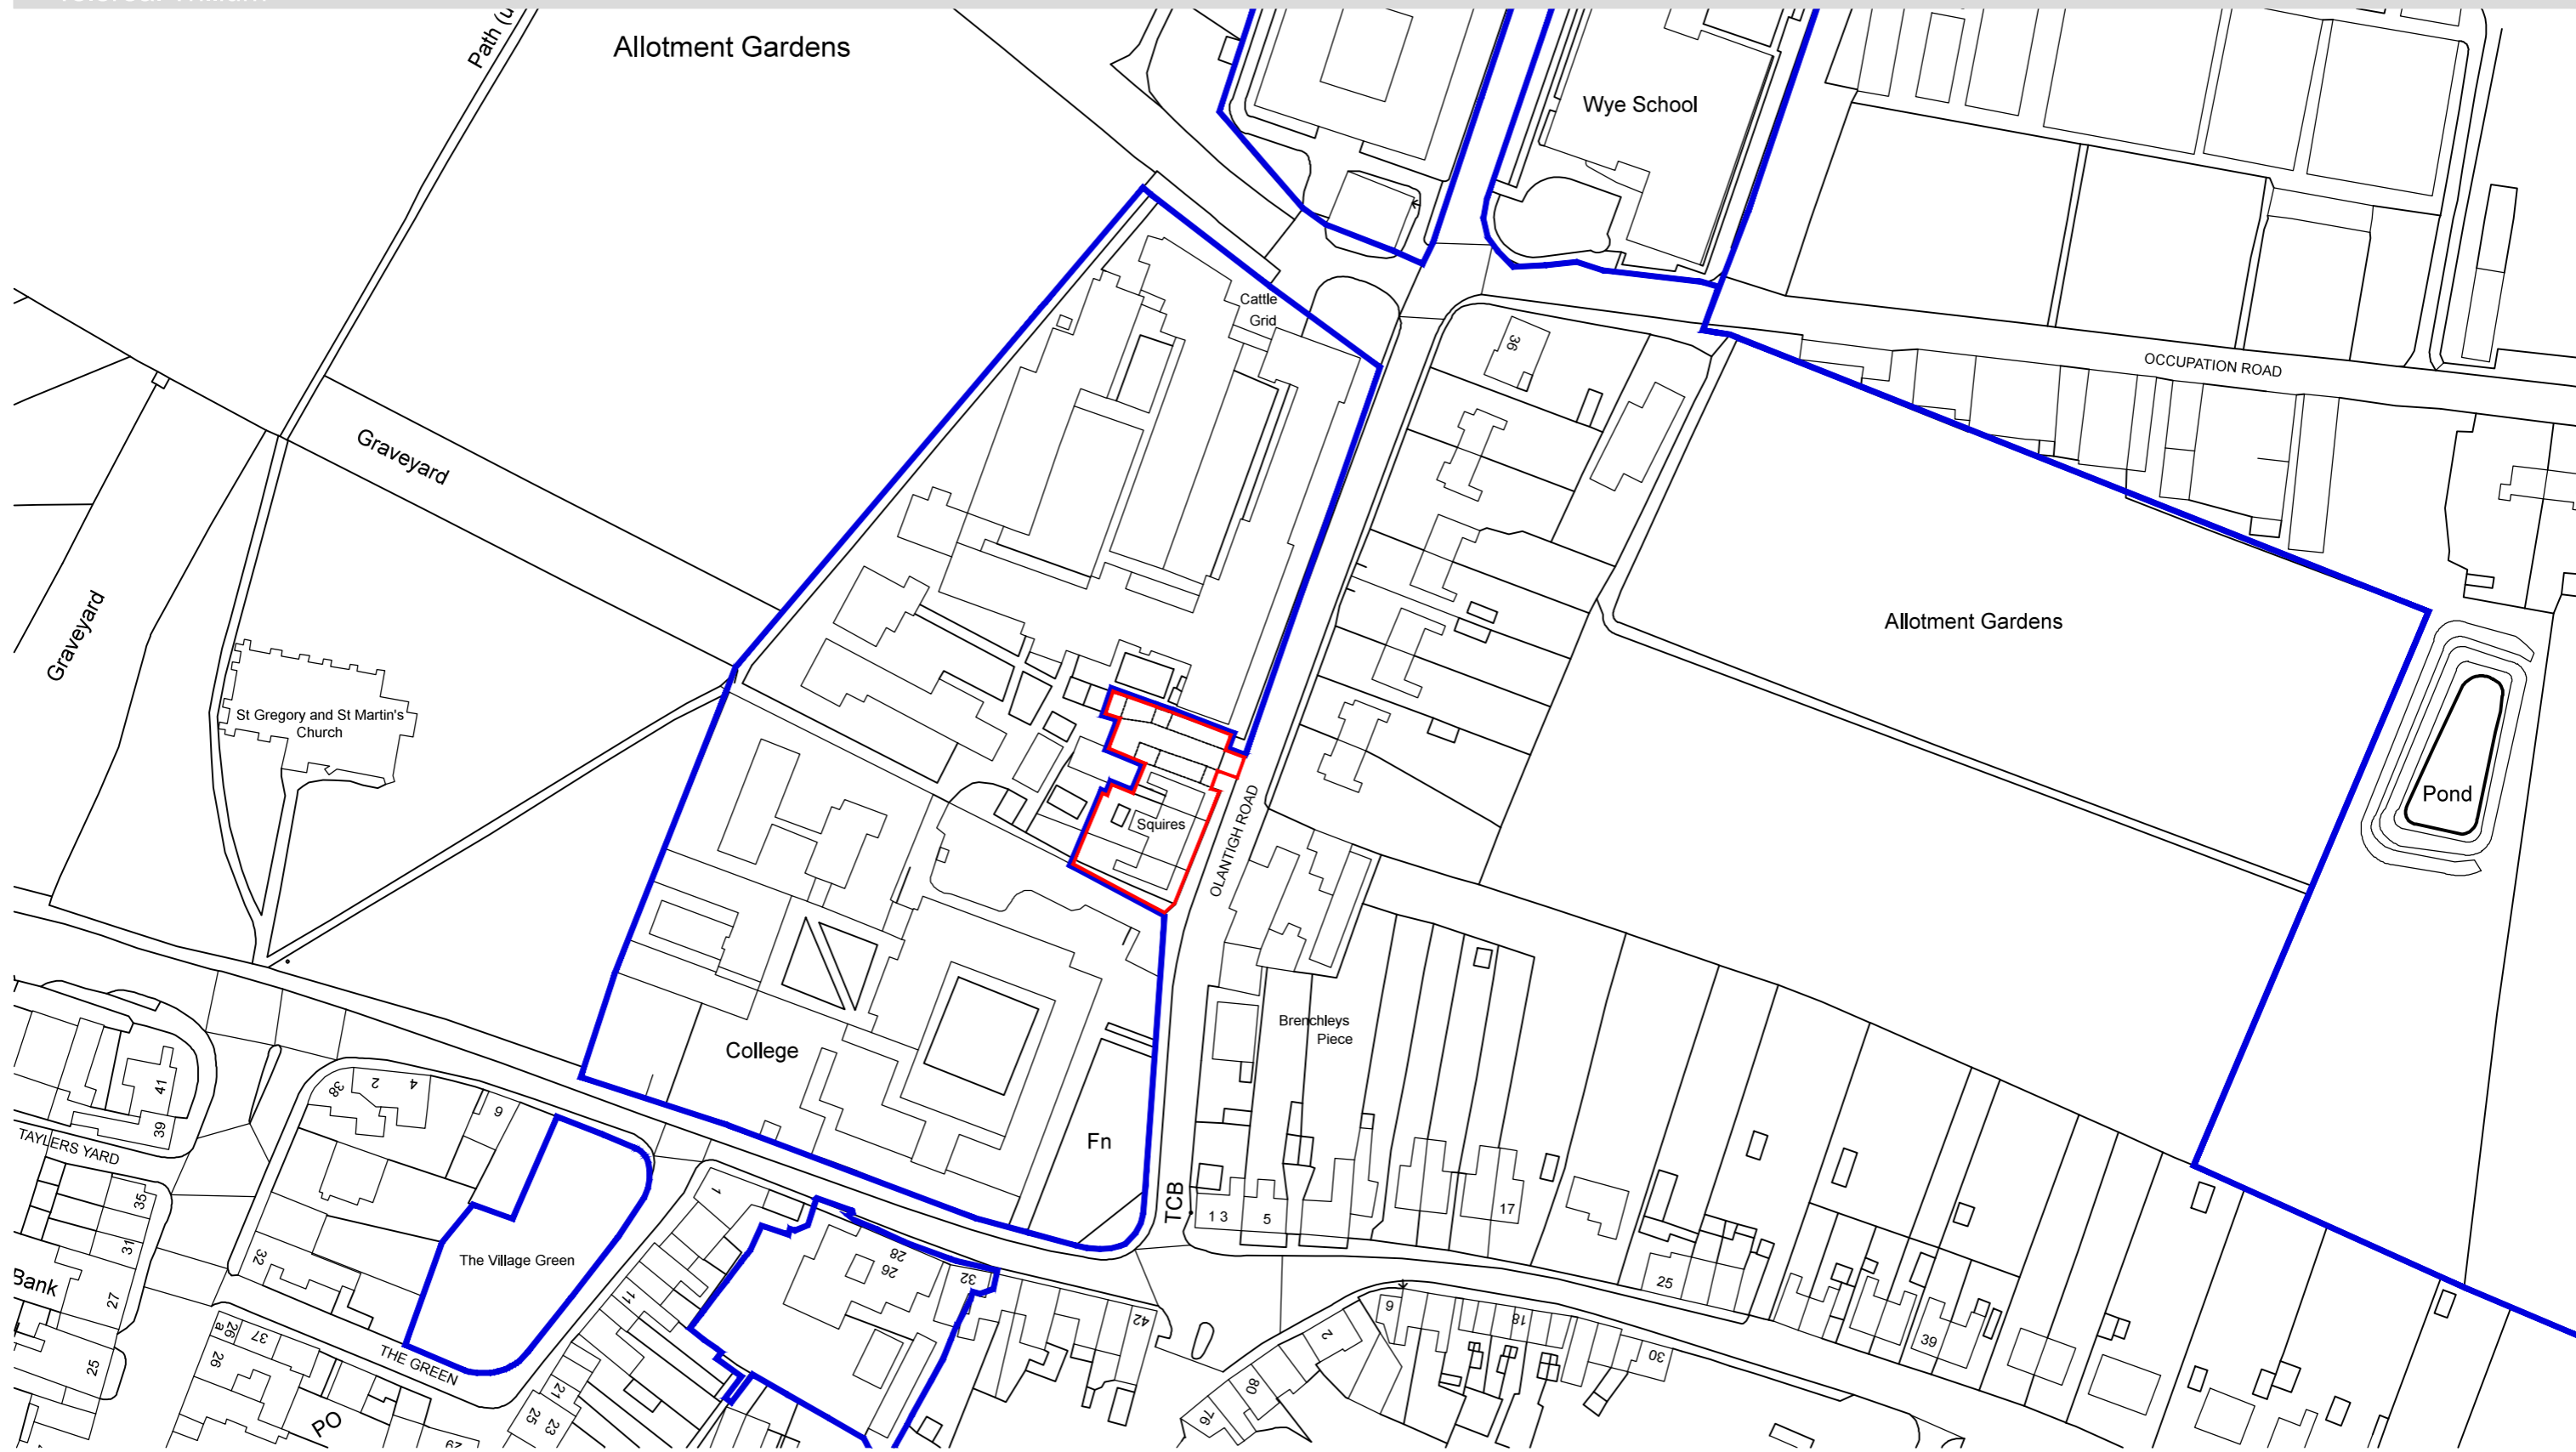 Path (u
Allotment Gardens
Wye School
Cattle
Grid
36
OCCUPATION ROAD
Graveyard
Graveyard
Allotment Gardens
St Gregory and St Martin's
Church
Pond
Squires
OLANTIGH ROAD
Brenchleys
Piece
College
Fn
TCB
41
39
38
2
4
6
TAYLERS YARD
35
31
27
25
Bank
32
The Village Green
THE GREEN
1
11
28
26
32
42
1 3
5
17
25
39
6
18
30
2
80
76
26a
37
26
PO
21
25
23
29